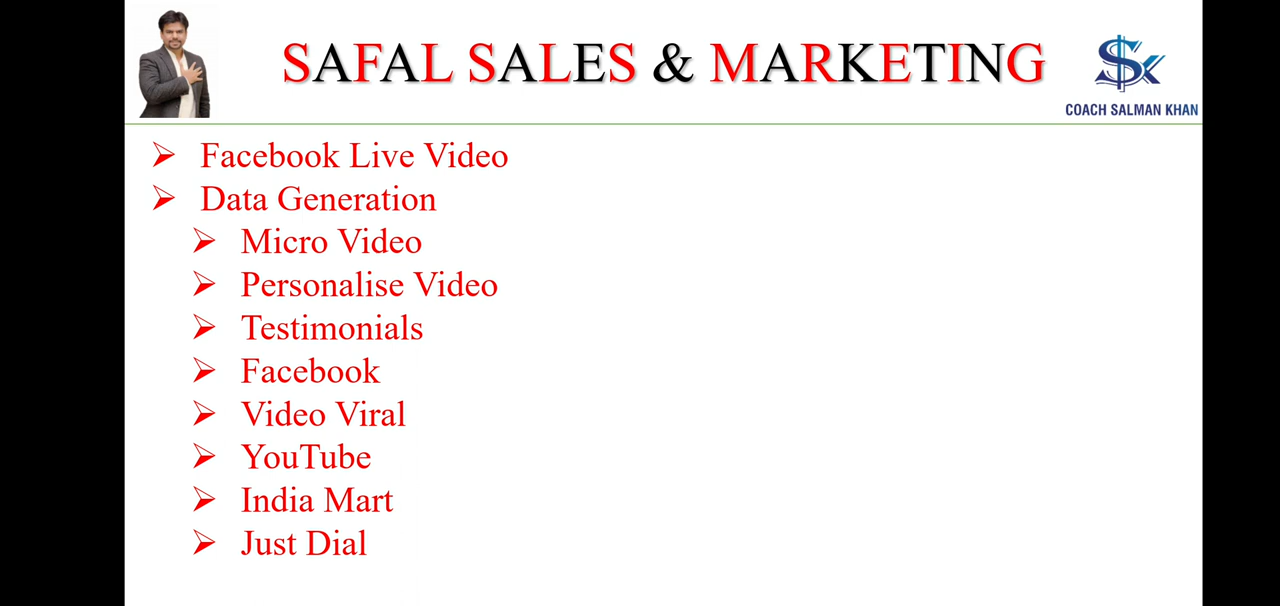 SAFAL SALES & MARKETING
COACH SALMAN KHAN
Facebook Live Video
Data Generation
Micro Video
Personalise Video
Testimonials
Facebook
Video Viral
YouTube
India Mart
Just Dial